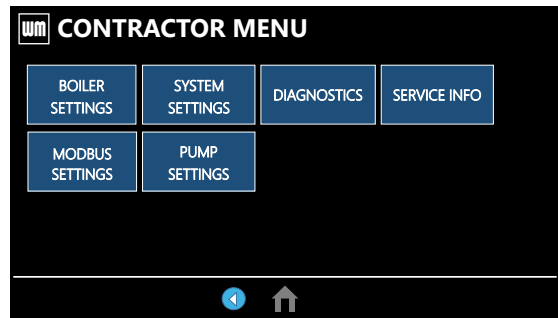 wm CONTRACTOR MENU
BOILER
SETTINGS
SYSTEM
SETTINGS
DIAGNOSTICS
SERVICE INFO
MODBUS
SETTINGS
PUMP
SETTINGS